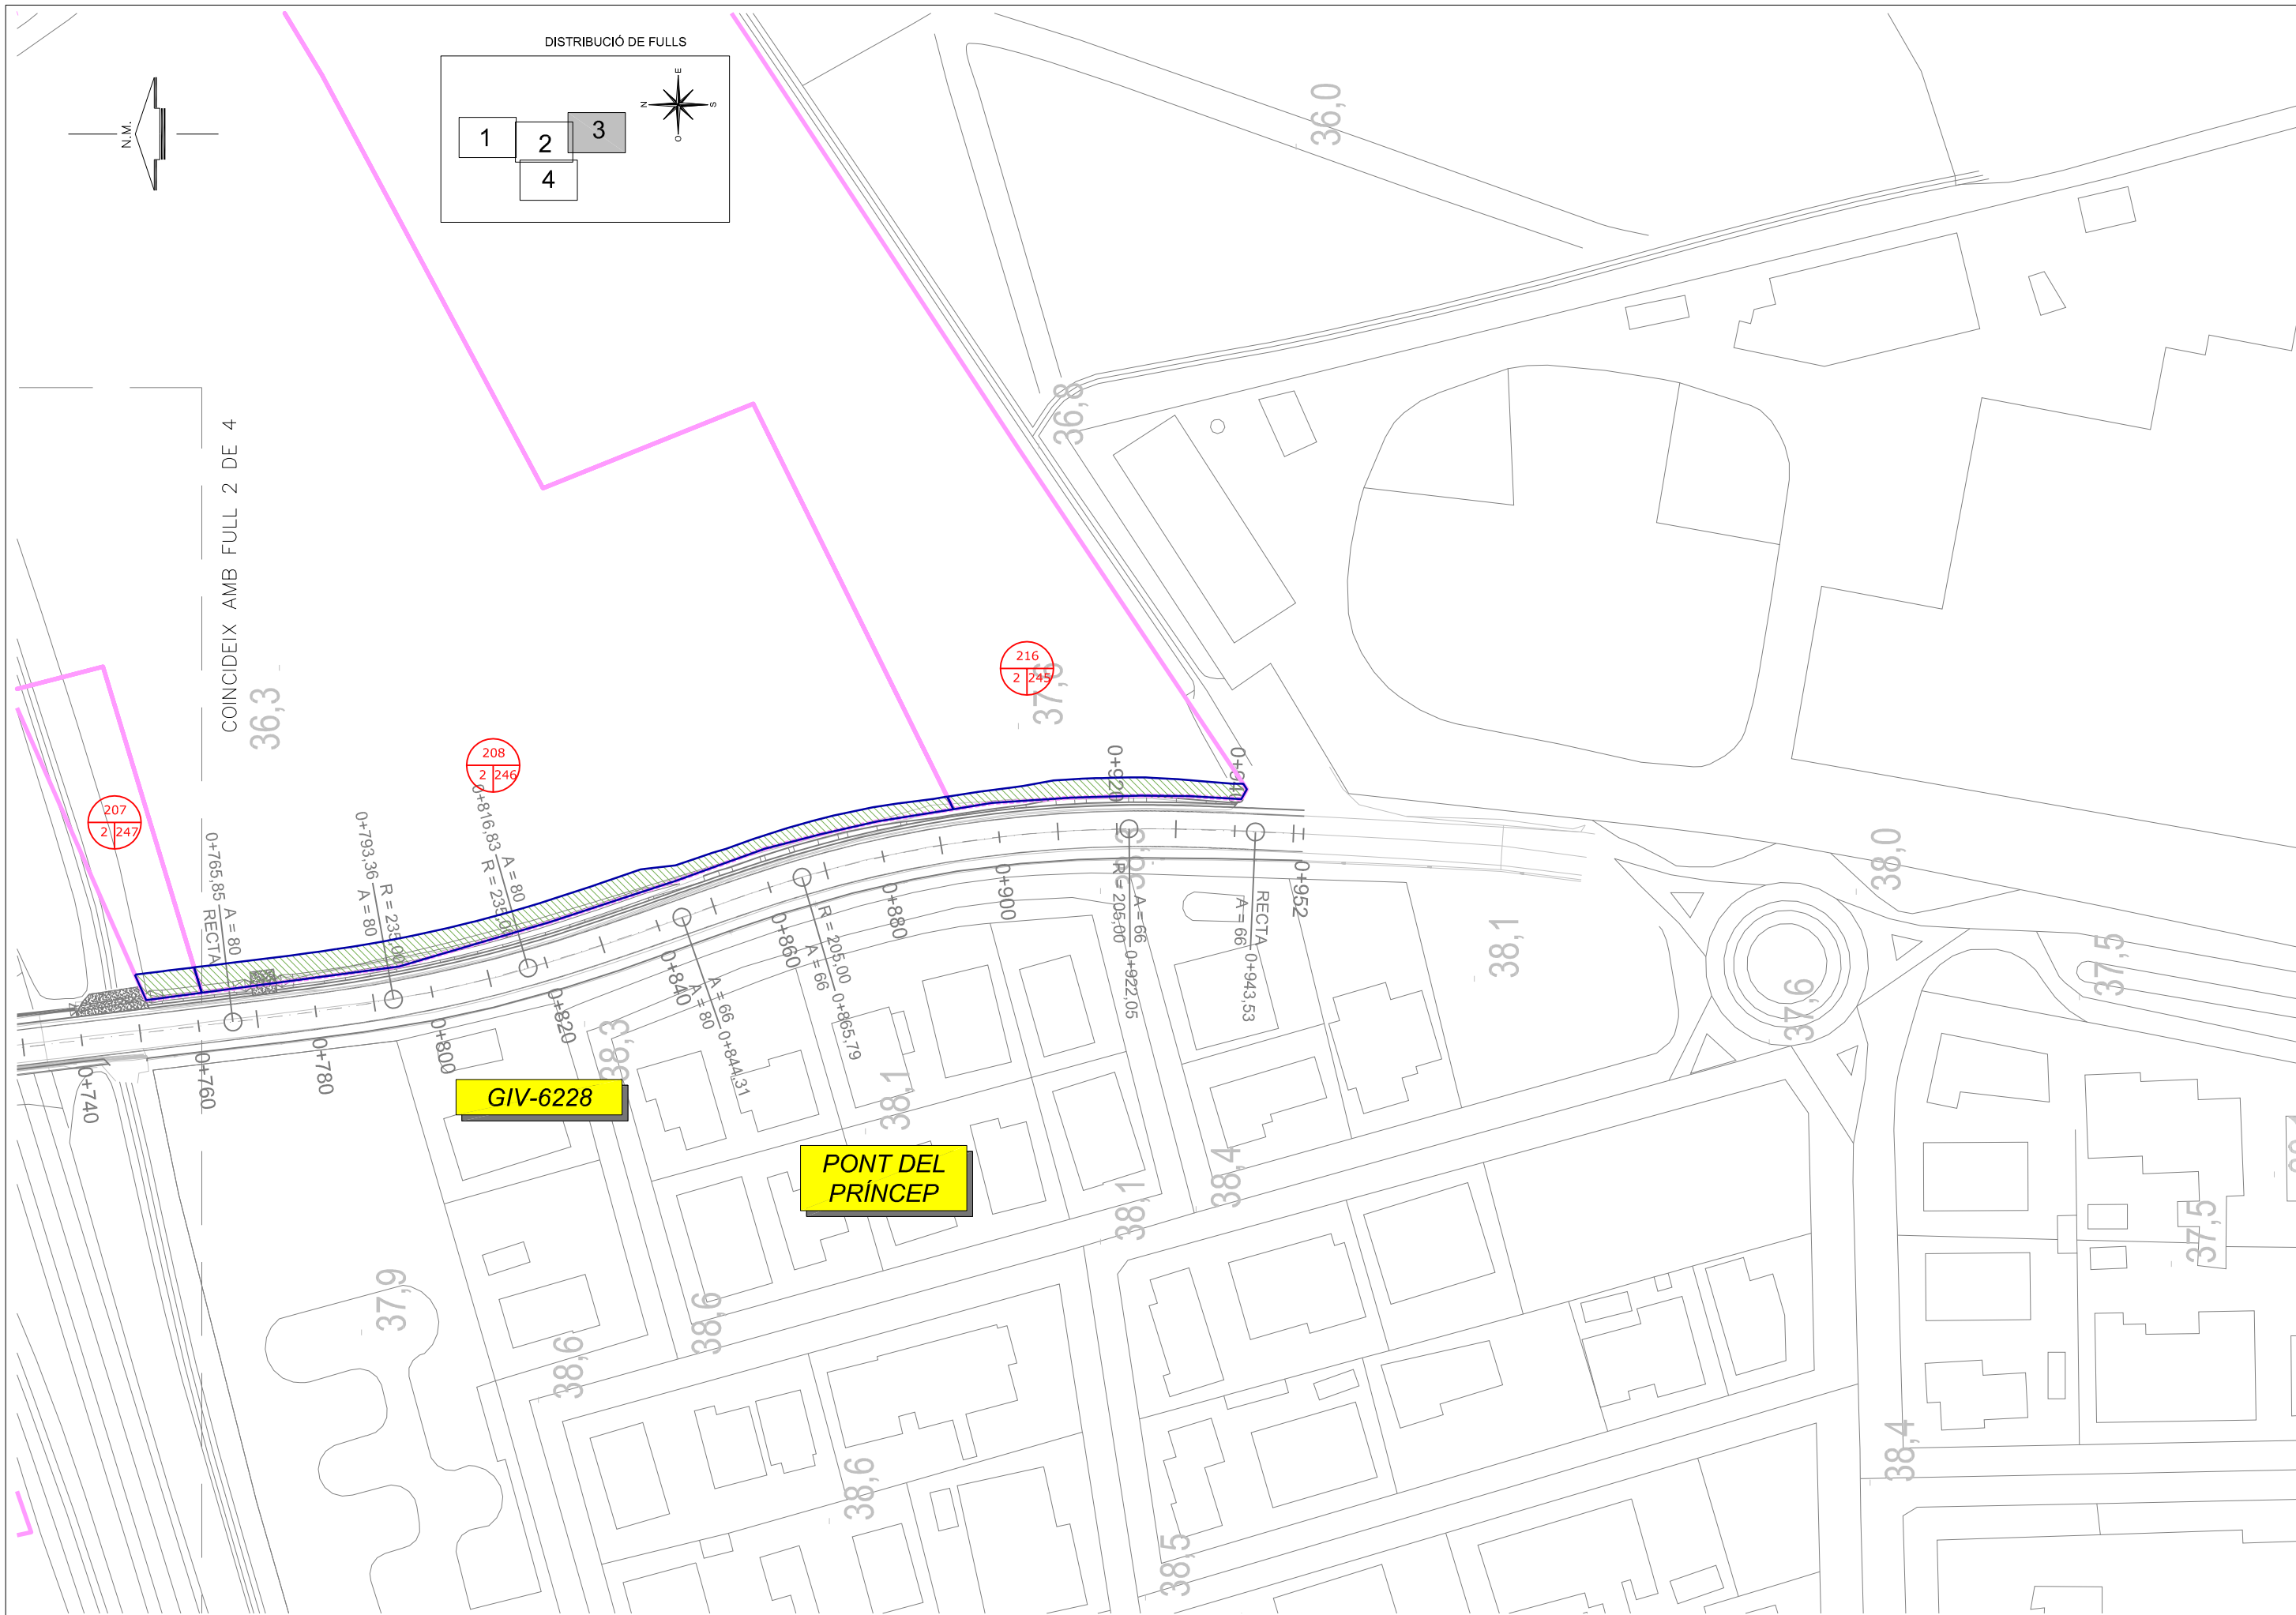 DISTRIBUCIÓ DE FULLS
1
2
3
4
N
E
S
O
N.M.
COINCIDEIX AMB FULL 2 DE 4
36,0
36,8
36,3
37,6
216
2 245
208
2 246
207
2 247
0+765,85
A = 80
RECTA
0+793,36
R = 235,00
A = 80
0+816,83
A = 80
R = 235,00
A = 66
A = 80
0+844,31
R = 205,00
A = 66
0+865,79
A = 66
R = 205,00
0+922,05
RECTA
A = 66
0+943,53
0+740
0+760
0+780
0+800
0+820
0+840
0+860
0+880
0+900
0+920
0+940
0+952
GIV-6228
PONT DEL
PRÍNCEP
38,3
38,3
38,1
38,1
38,1
38,4
38,0
37,6
37,5
37,5
37,9
38,6
38,6
38,6
38,5
38,4